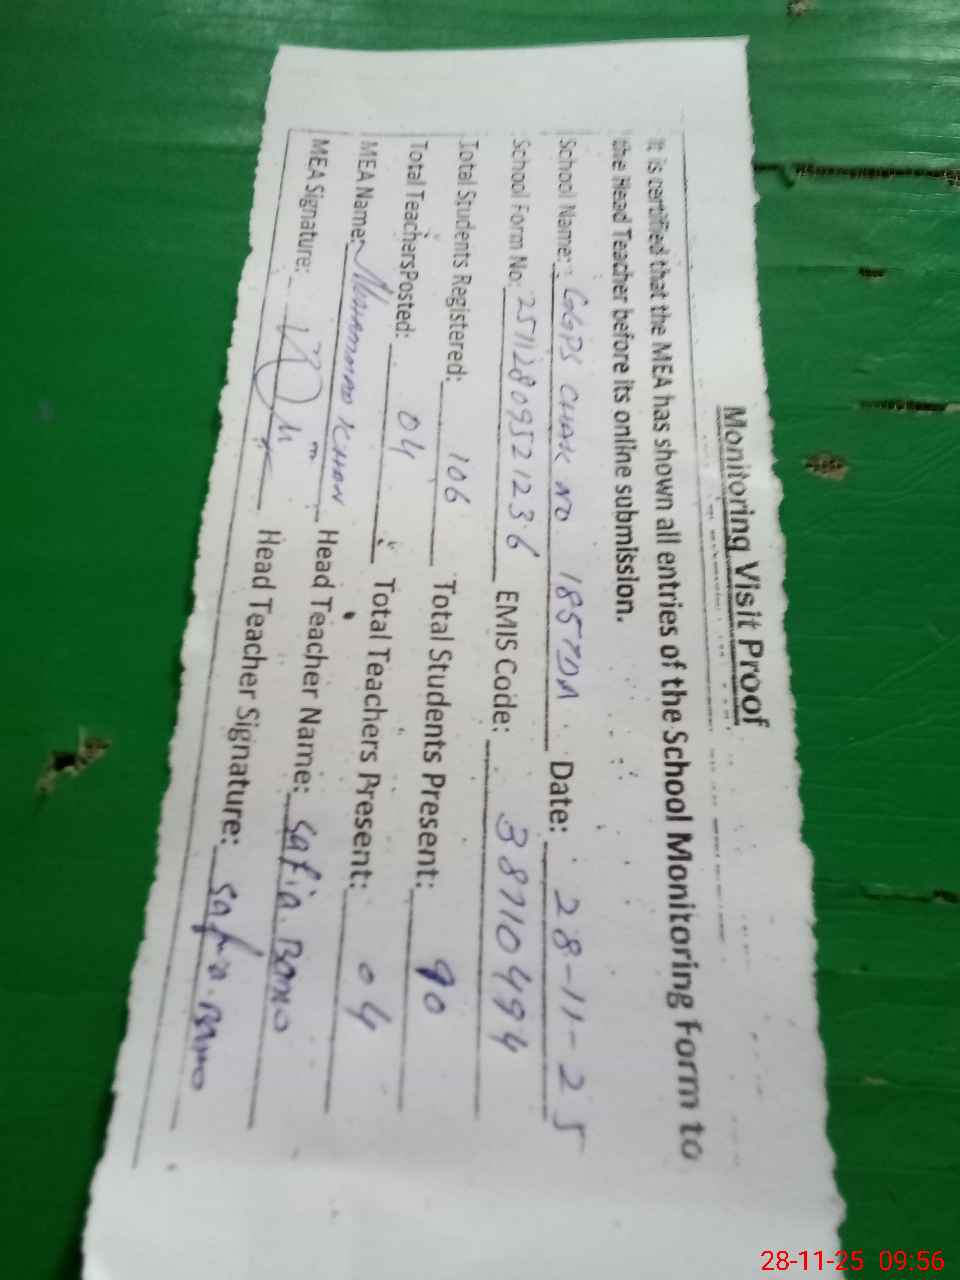 Monitoring Visit Proof
It is certified that the MEA has shown all entries of the School Monitoring Form to
the Head Teacher before its online submission.
School Name: GGPS CHAK NO 185TDA Date: 28-11-25
School Form No: 25112809521236 EMIS Code: 38710494
Total Students Registered: 106 Total Students Present: 90
Total TeachersPosted: 04 Total Teachers Present: 04
MEA Name: Muhammad Khan Head Teacher Name: Safia Bano
MEA Signature: Head Teacher Signature: Safia Bano
28-11-25 09:56